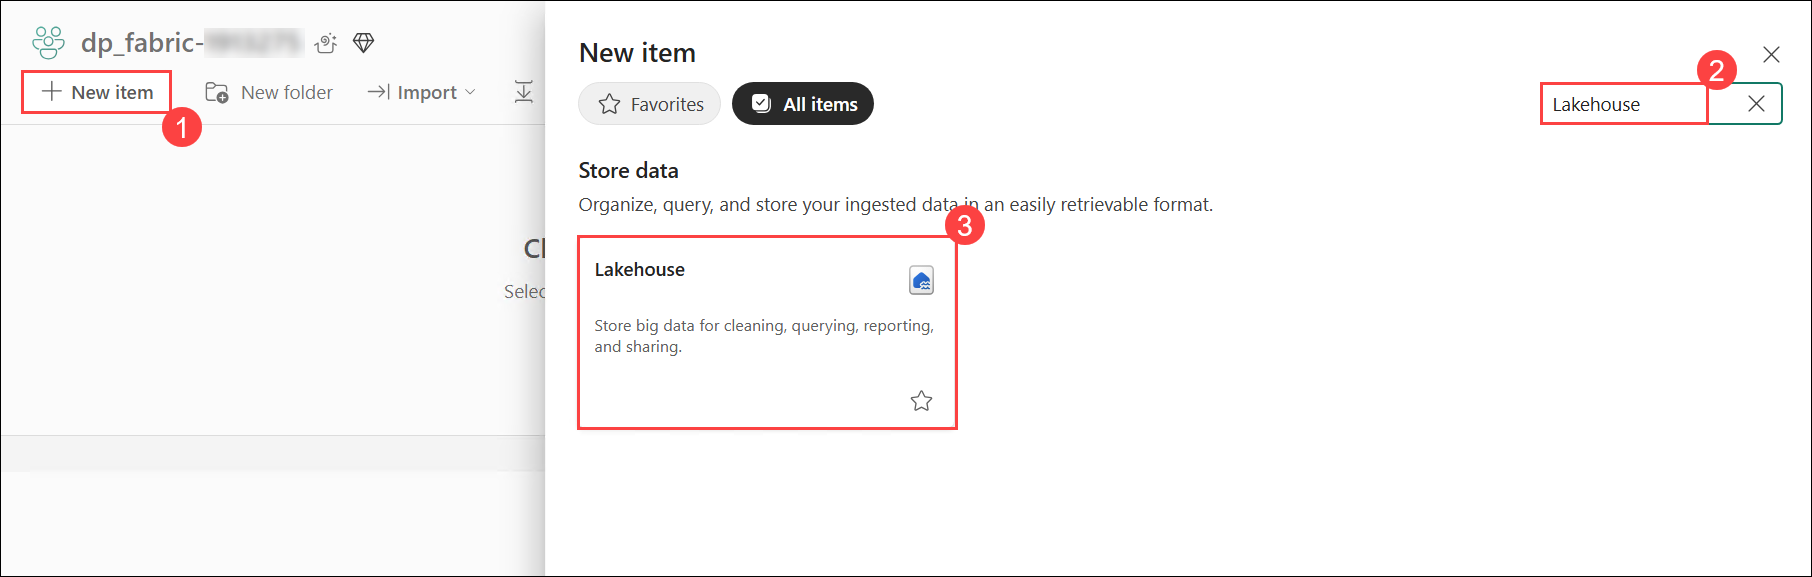 dp_fabric-
New item
New folder
Import
1
Selec
New item
2
Favorites
All items
Lakehouse
Store data
Organize, query, and store your ingested data in an easily retrievable format.
3
Lakehouse
Store big data for cleaning, querying, reporting,
and sharing.